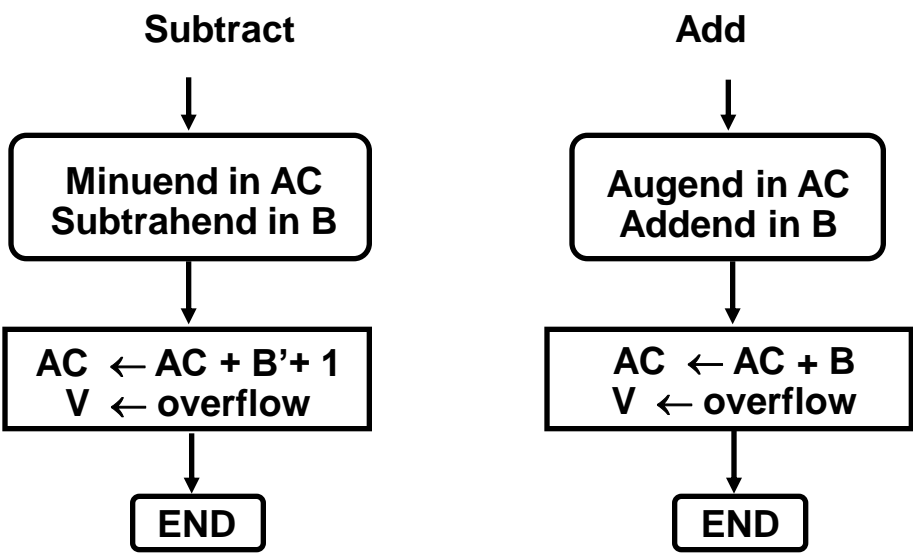 Subtract
Minuend in AC
Subtrahend in B
AC ← AC + B’+ 1
V ← overflow
END
Add
Augend in AC
Addend in B
AC ← AC + B
V ← overflow
END